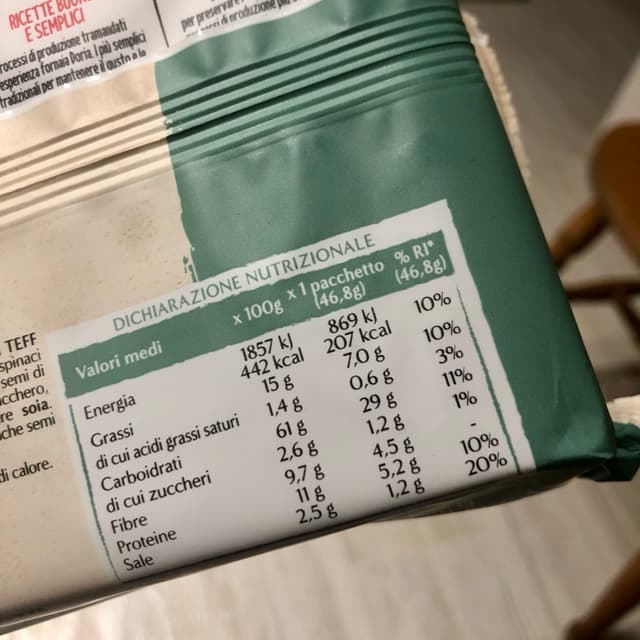 RICETTE BUON
E SEMPLICI
rocessi di produzione tramandati
esperienza fornaia Doria. I più semplici
tradizionali per mantenere il gusto e la
per preservare
di produzione più
TEFF
spinaci
semi di
ucchero,
re soia.
che semi
di calore.
DICHIARAZIONE NUTRIZIONALE
Valori medi x 100g x 1 pacchetto (46,8g) % RI* (46,8g)
Energia 1857 kJ 869 kJ
442 kcal 207 kcal 10%
Grassi 15 g 7,0 g 10%
di cui acidi grassi saturi 1,4 g 0,6 g 3%
Carboidrati 61 g 29 g 11%
di cui zuccheri 2,6 g 1,2 g 1%
Fibre 9,7 g 4,5 g -
Proteine 11 g 5,2 g 10%
Sale 2,5 g 1,2 g 20%